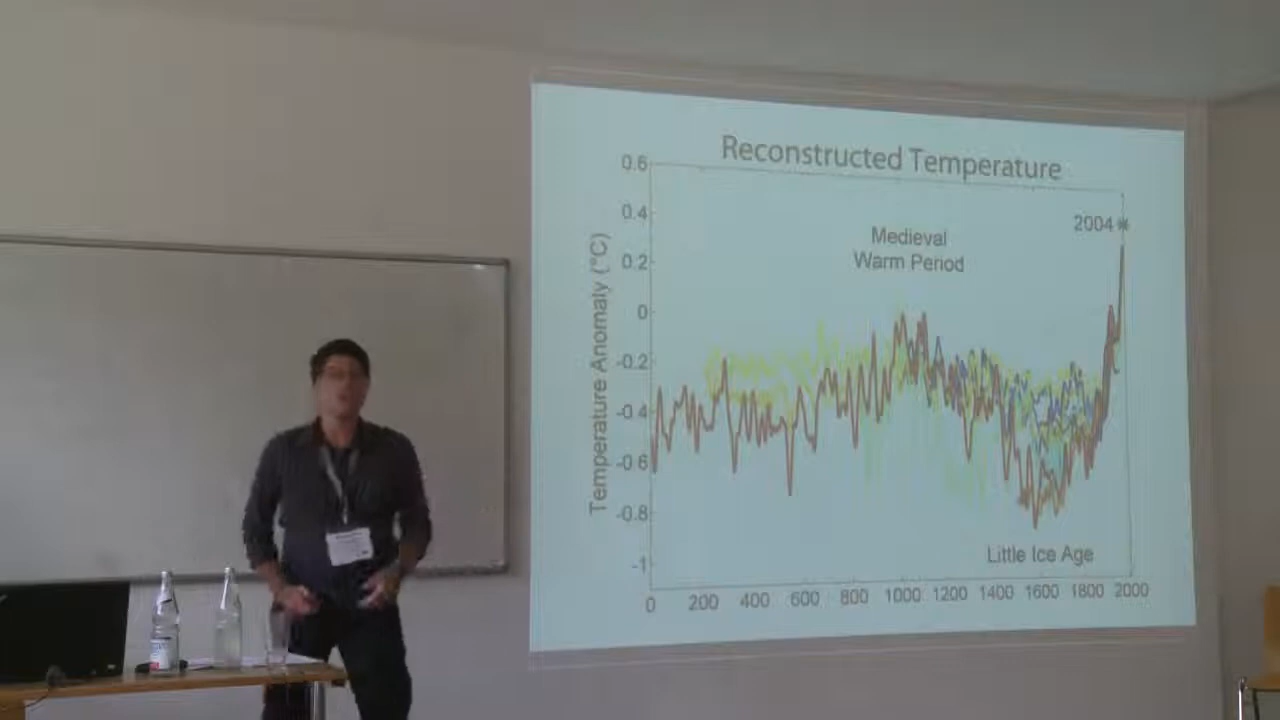 Reconstructed Temperature
0.6
0.4
0.2
0
-0.2
-0.4
-0.6
-0.8
-1
Temperature Anomaly (°C)
2004*
Medieval
Warm Period
Little Ice Age
0 200 400 600 800 1000 1200 1400 1600 1800 2000